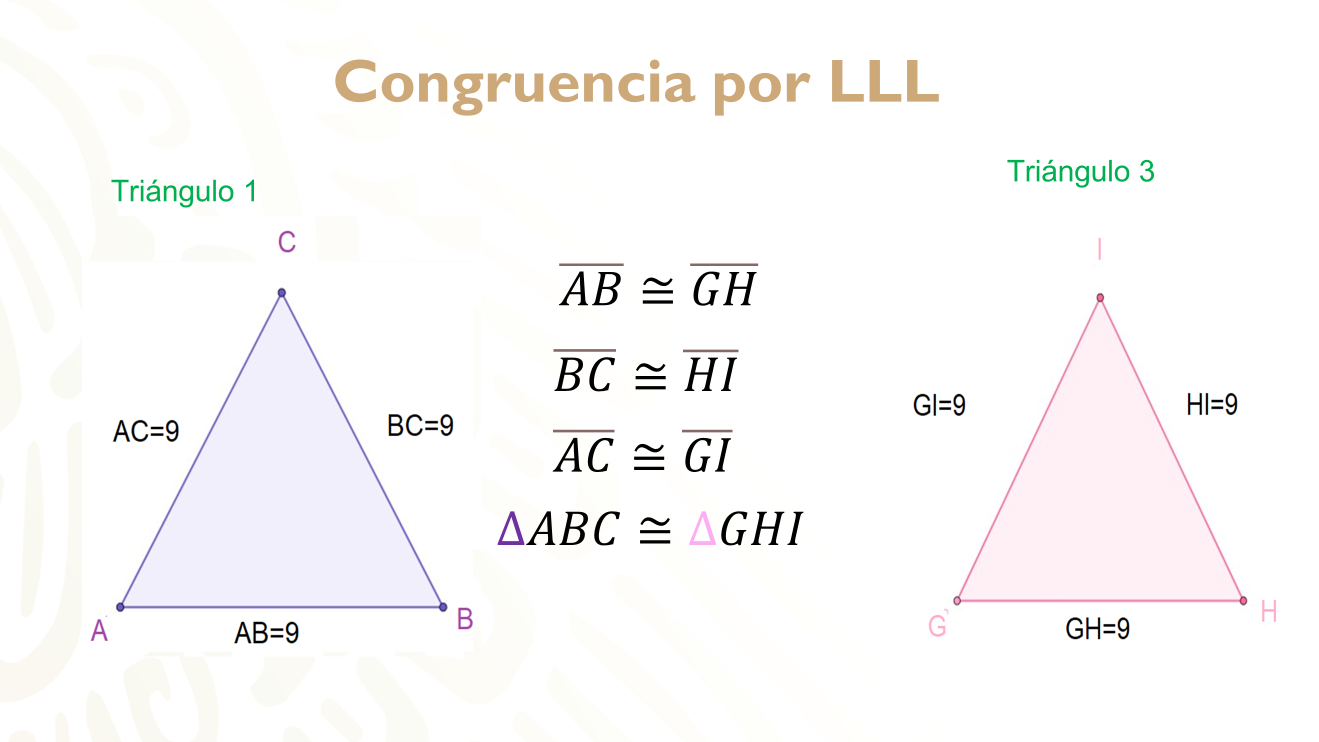 Congruencia por LLL
Triángulo 1
C
AC=9
BC=9
A
B
AB=9
AB ≅ GH
BC ≅ HI
AC ≅ GI
ΔABC ≅ ΔGHI
Triángulo 3
I
GI=9
HI=9
G
H
GH=9